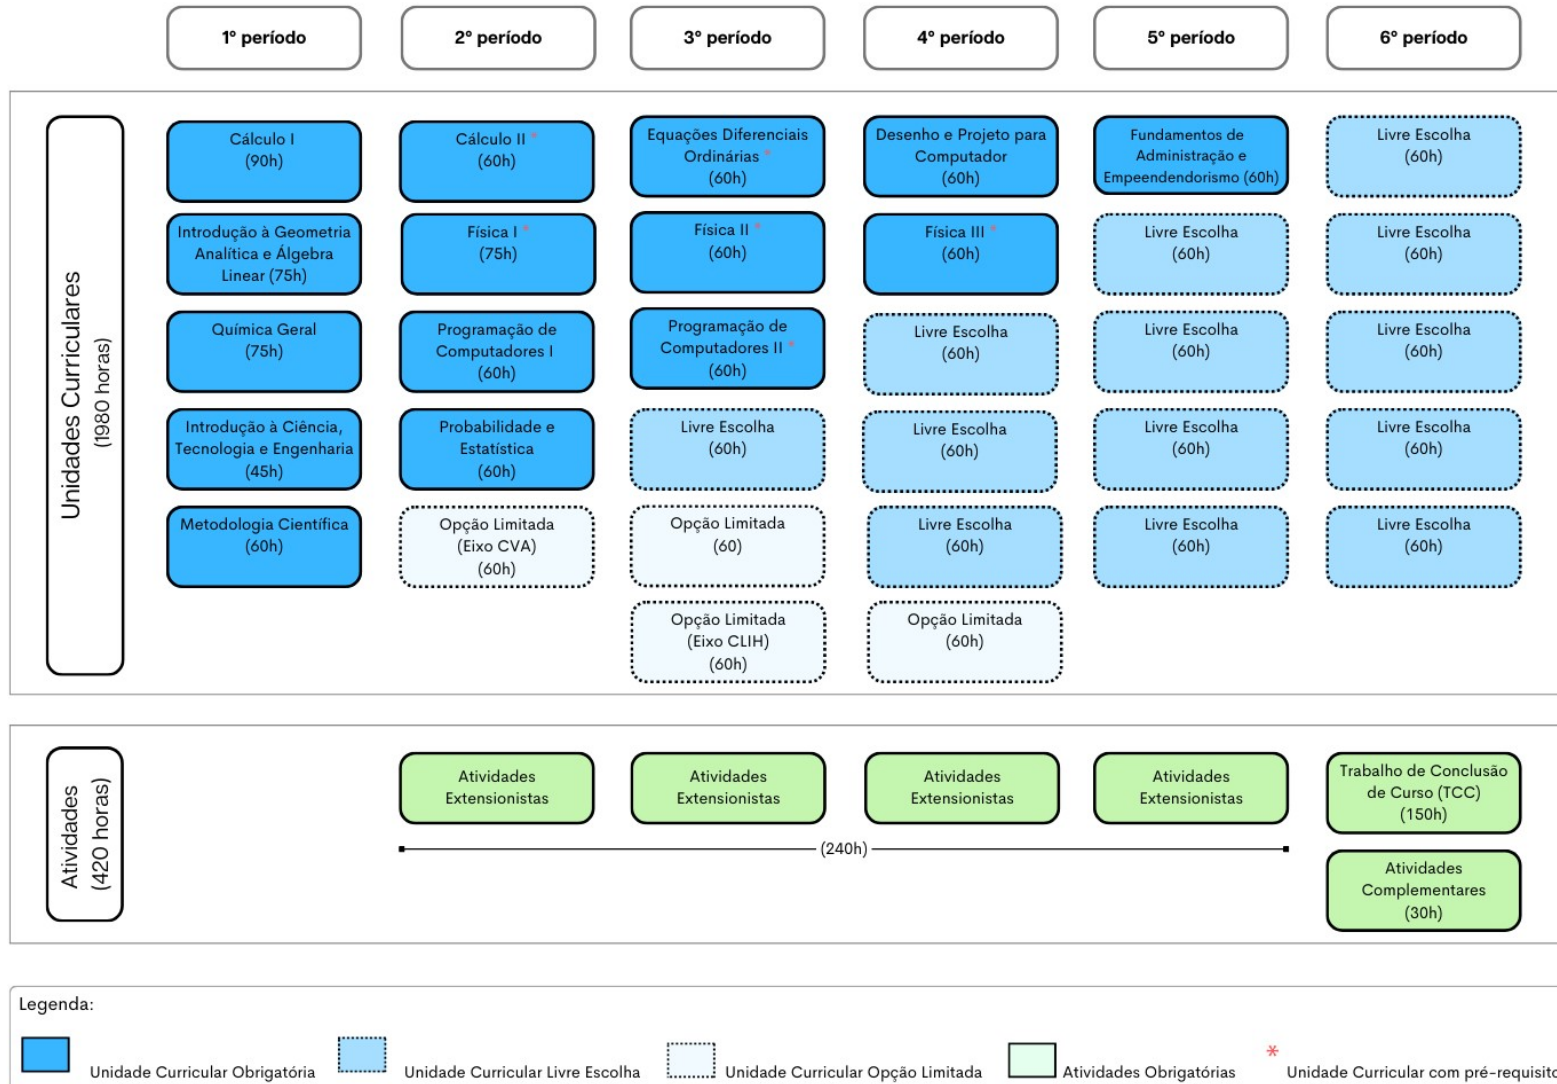 1º período
2º período
3º período
4º período
5º período
6º período
Unidades Curriculares
(1980 horas)
Cálculo I
(90h)
Introdução à Geometria
Analítica e Álgebra
Linear (75h)
Química Geral
(75h)
Introdução à Ciência,
Tecnologia e Engenharia
(45h)
Metodologia Científica
(60h)
Cálculo II *
(60h)
Física I *
(75h)
Programação de
Computadores I
(60h)
Probabilidade e
Estatística
(60h)
Opção Limitada
(Eixo CVA)
(60h)
Equações Diferenciais
Ordinárias *
(60h)
Física II *
(60h)
Programação de
Computadores II *
(60h)
Livre Escolha
(60h)
Opção Limitada
(60)
Opção Limitada
(Eixo CLIH)
(60h)
Desenho e Projeto para
Computador
(60h)
Física III *
(60h)
Livre Escolha
(60h)
Livre Escolha
(60h)
Livre Escolha
(60h)
Opção Limitada
(60h)
Fundamentos de
Administração e
Empeendendorismo (60h)
Livre Escolha
(60h)
Livre Escolha
(60h)
Livre Escolha
(60h)
Livre Escolha
(60h)
Livre Escolha
(60h)
Livre Escolha
(60h)
Livre Escolha
(60h)
Livre Escolha
(60h)
Livre Escolha
(60h)
Atividades
(420 horas)
Atividades
Extensionistas
Atividades
Extensionistas
Atividades
Extensionistas
Atividades
Extensionistas
(240h)
Trabalho de Conclusão
de Curso (TCC)
(150h)
Atividades
Complementares
(30h)
Legenda:
Unidade Curricular Obrigatória
Unidade Curricular Livre Escolha
Unidade Curricular Opção Limitada
Atividades Obrigatórias
* Unidade Curricular com pré-requisito